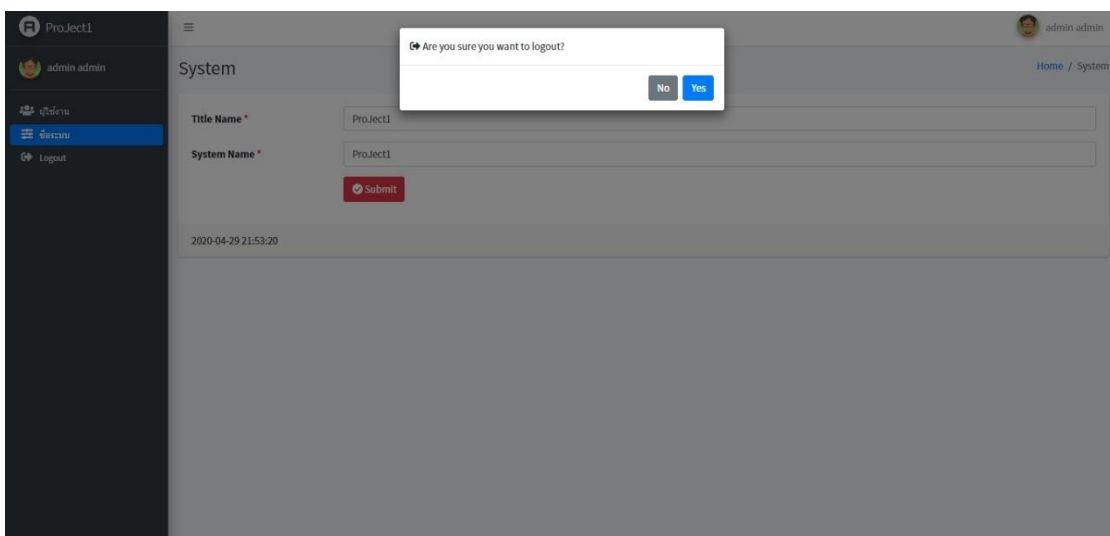 ProJect1
admin admin
Are you sure you want to logout?
No Yes
admin admin
System
Home / System
ผู้ใช้งาน
ชื่อระบบ
Logout
Title Name *
ProJect1
System Name *
ProJect1
Submit
2020-04-29 21:53:20